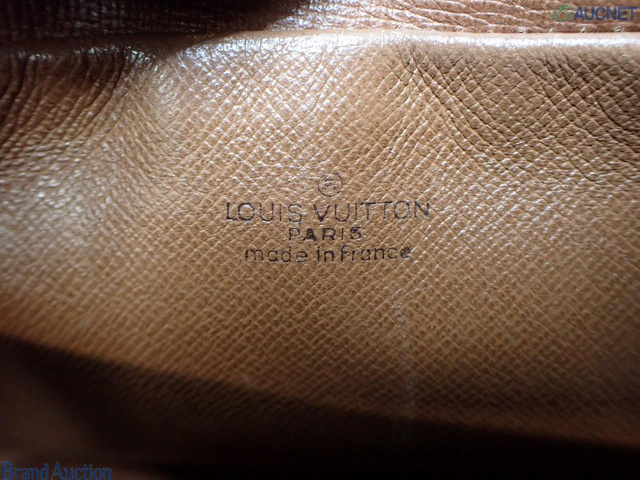 AUCNET
LOUIS VUITTON
PARIS
made in France
Brand Auction